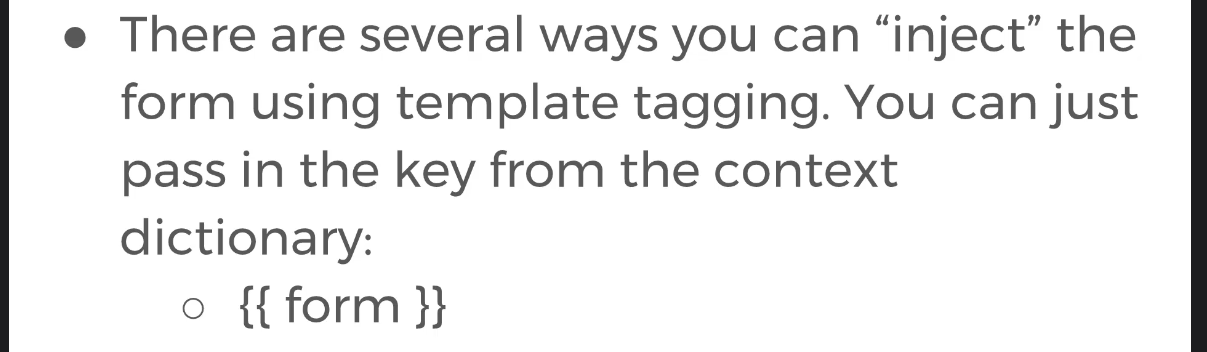 ● There are several ways you can “inject” the
form using template tagging. You can just
pass in the key from the context
dictionary:
○ {{ form }}